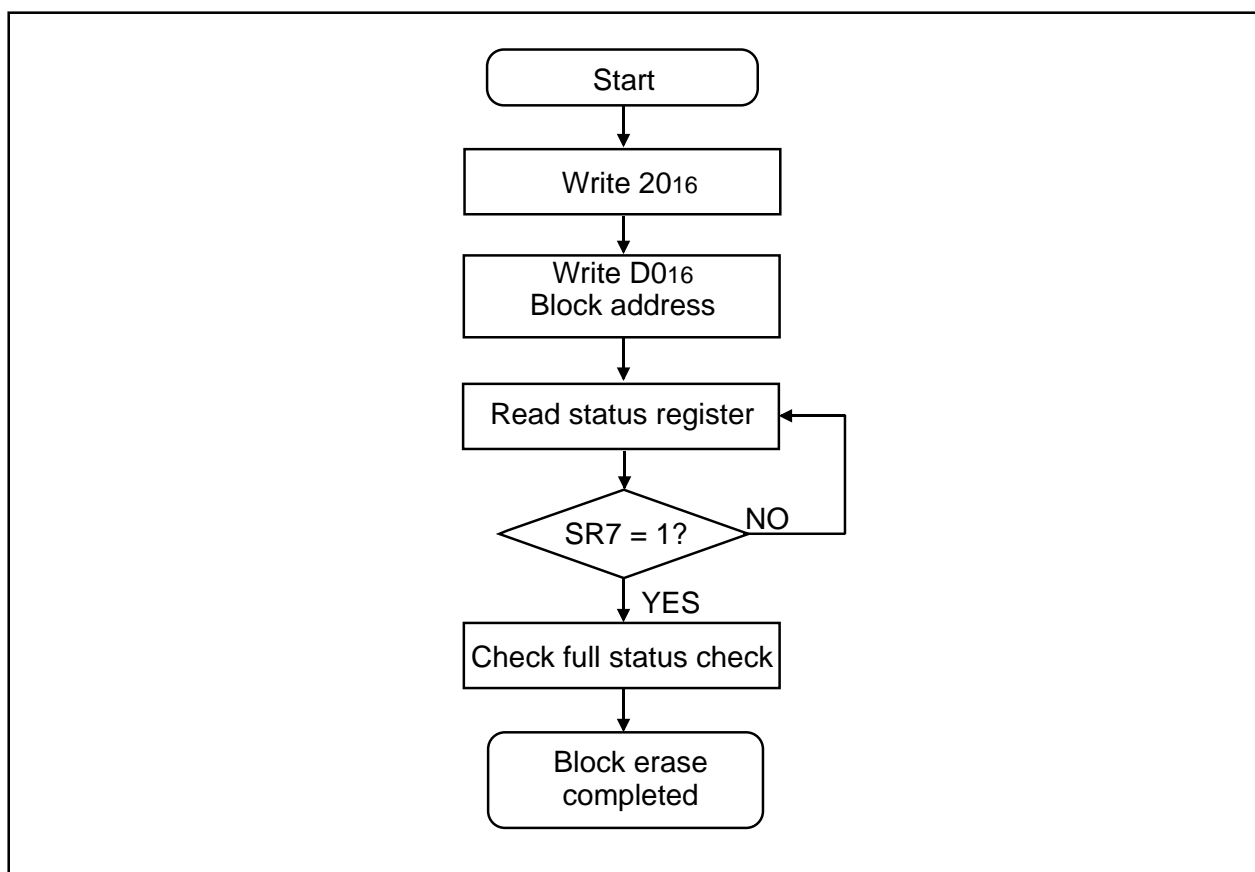 Start
Write 2016
Write D016
Block address
Read status register
SR7 = 1?
NO
YES
Check full status check
Block erase
completed